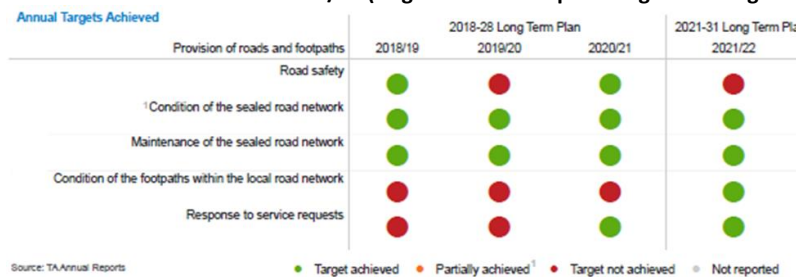 Annual Targets Achieved
2018-28 Long Term Plan 2021-31 Long Term Pla
Provision of roads and footpaths 2018/19 2019/20 2020/21 2021/22
Road safety
1Condition of the sealed road network
Maintenance of the sealed road network
Condition of the footpaths within the local road network
Response to service requests
Source: TA Annual Reports Target achieved Partially achieved1 Target not achieved Not reported